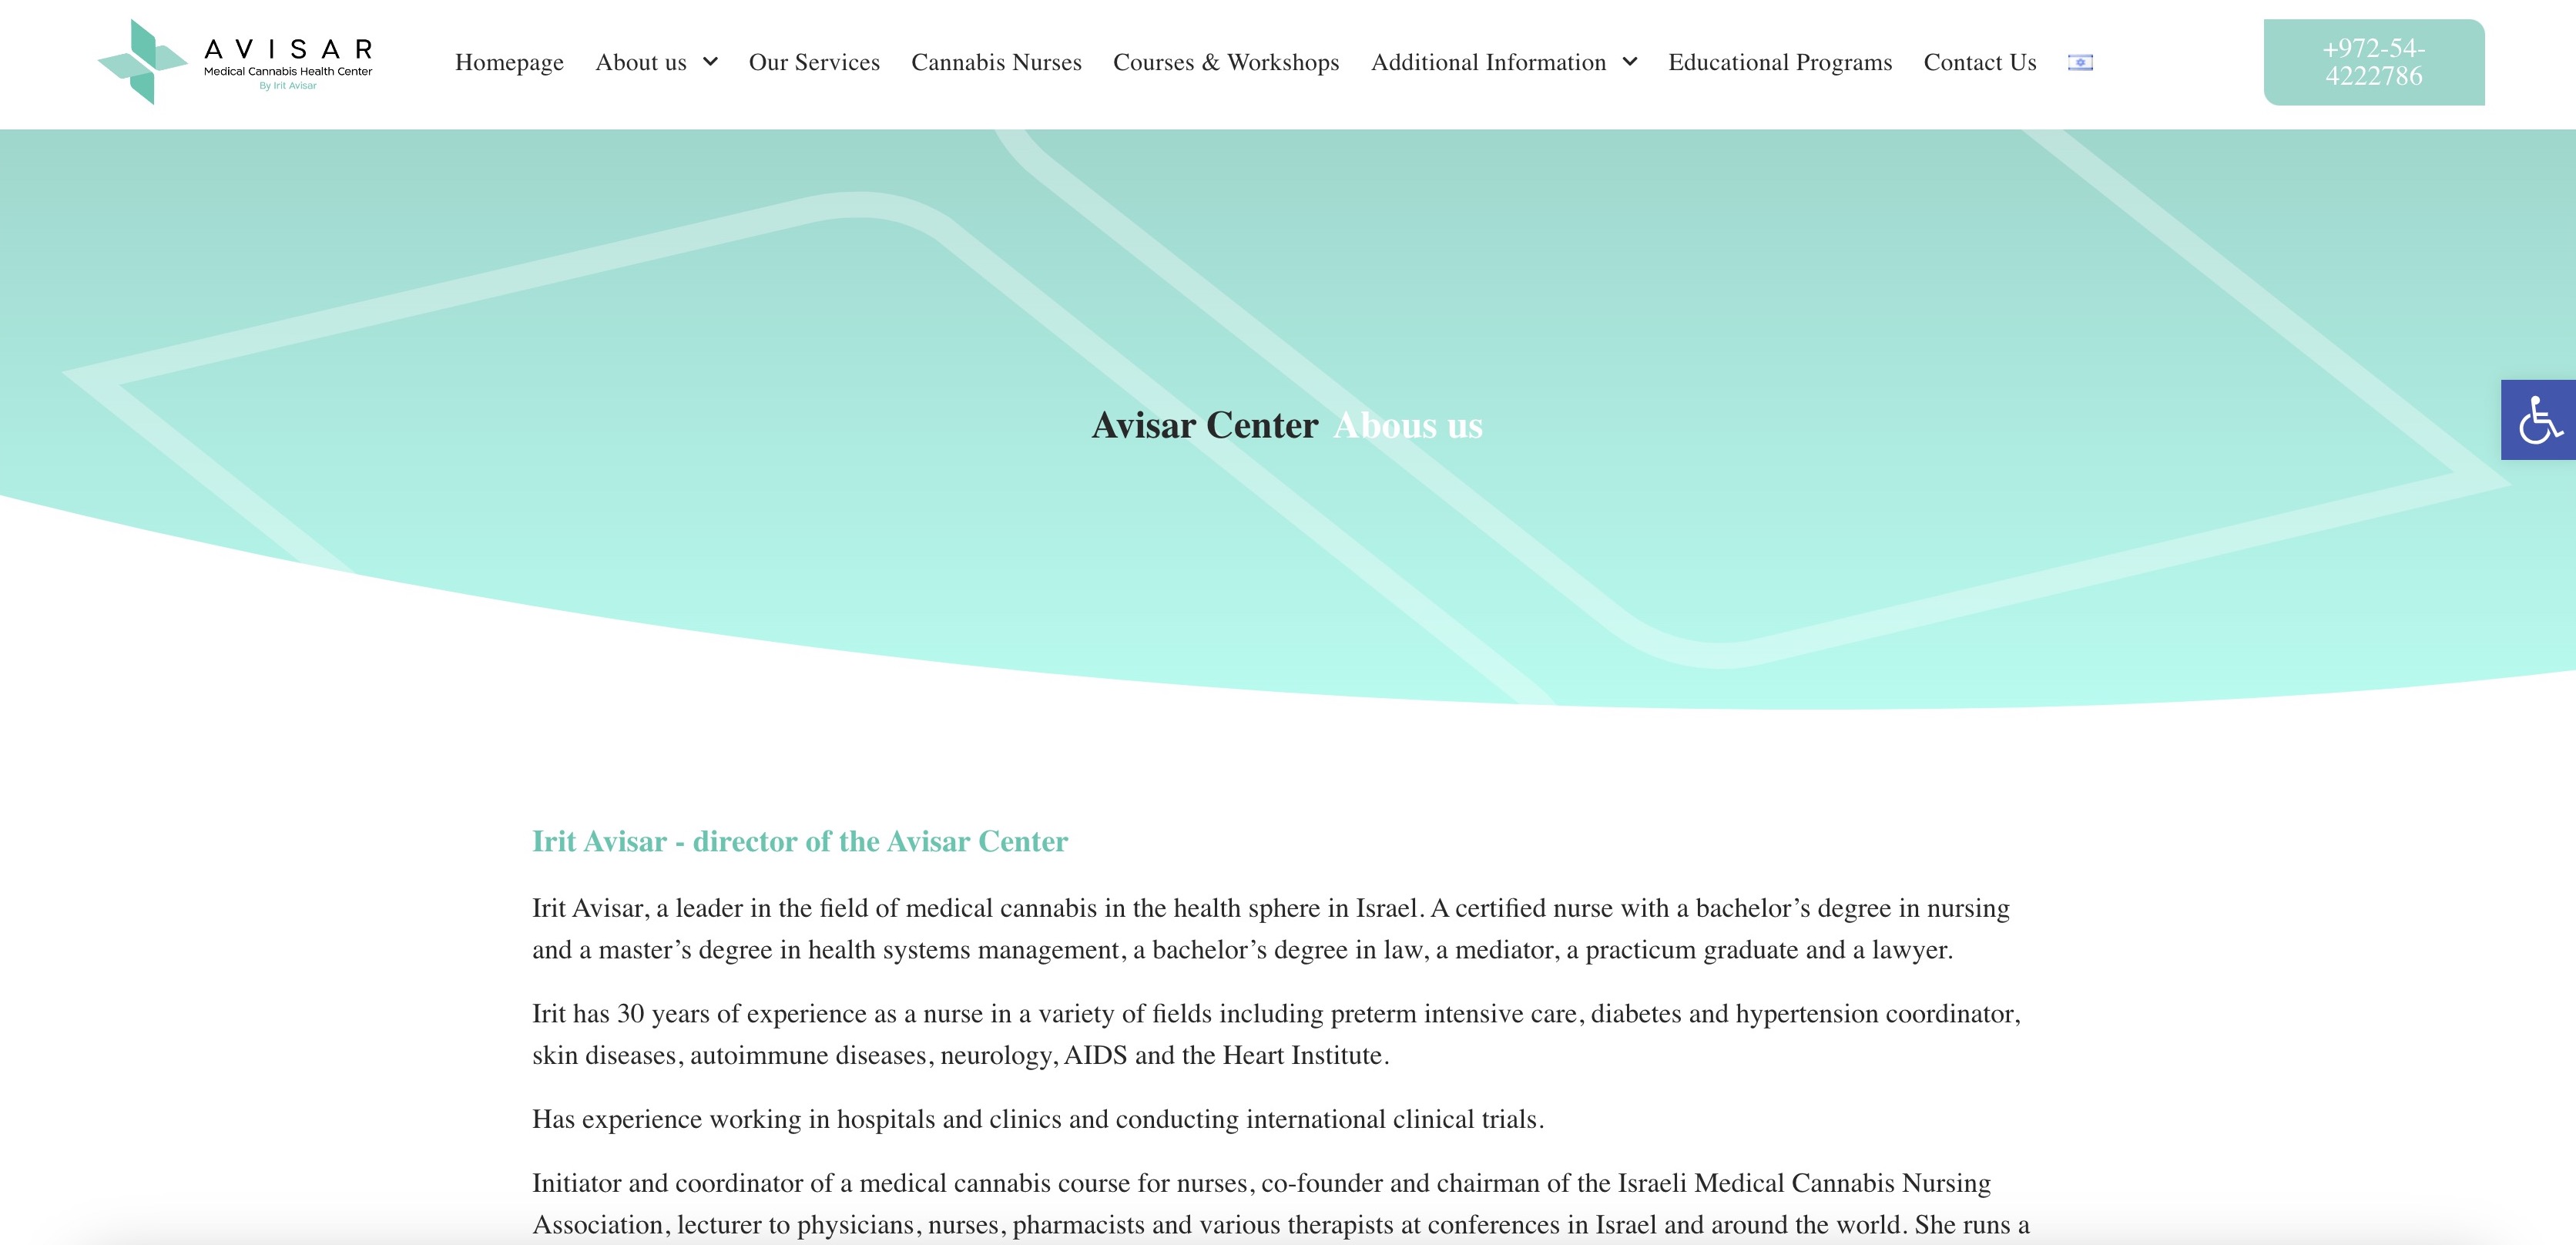 AVISAR
Medical Cannabis Health Center
By Irit Avisar
Homepage About us Our Services Cannabis Nurses Courses & Workshops Additional Information Educational Programs Contact Us
+972-54-
4222786
Avisar Center Abous us
Irit Avisar - director of the Avisar Center
Irit Avisar, a leader in the field of medical cannabis in the health sphere in Israel. A certified nurse with a bachelor’s degree in nursing
and a master’s degree in health systems management, a bachelor’s degree in law, a mediator, a practicum graduate and a lawyer.
Irit has 30 years of experience as a nurse in a variety of fields including preterm intensive care, diabetes and hypertension coordinator,
skin diseases, autoimmune diseases, neurology, AIDS and the Heart Institute.
Has experience working in hospitals and clinics and conducting international clinical trials.
Initiator and coordinator of a medical cannabis course for nurses, co-founder and chairman of the Israeli Medical Cannabis Nursing
Association, lecturer to physicians, nurses, pharmacists and various therapists at conferences in Israel and around the world. She runs a